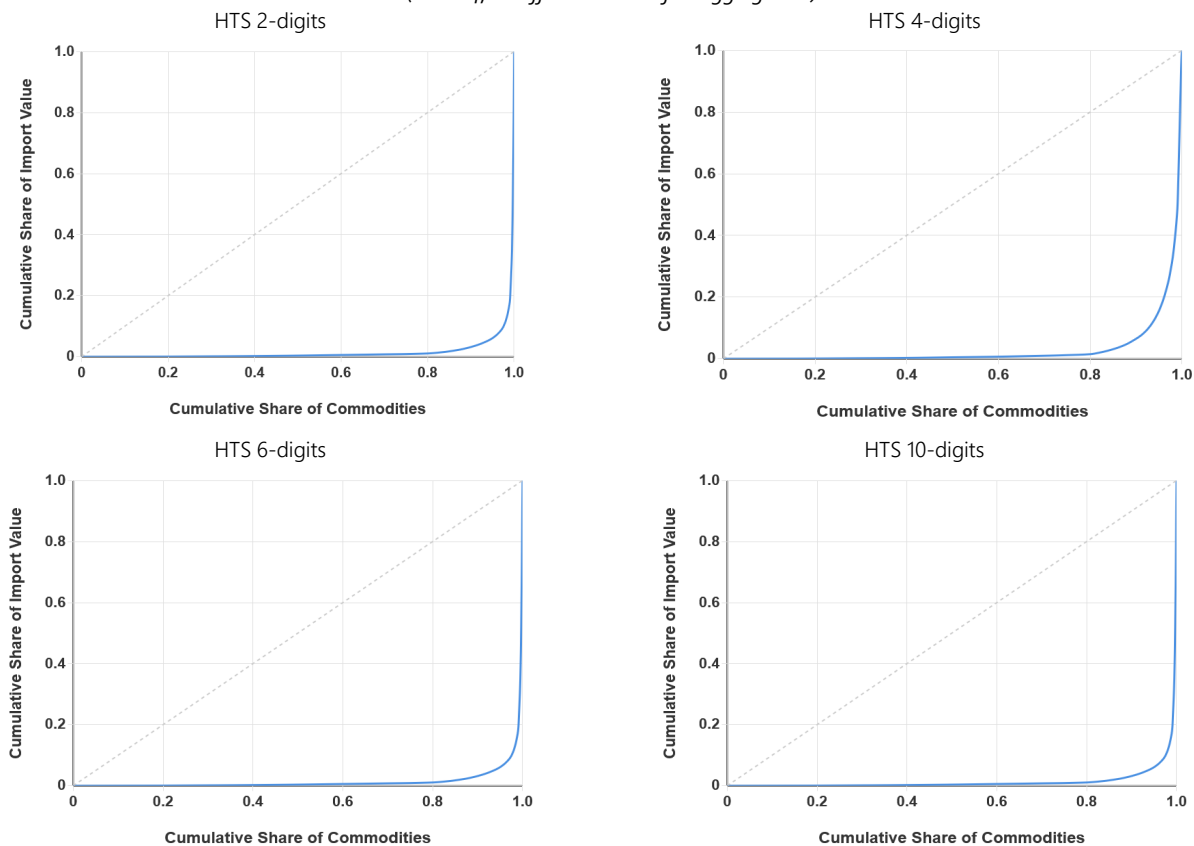 HTS 2-digits
1.0
0.8
0.6
0.4
0.2
0
0 0.2 0.4 0.6 0.8 1.0
Cumulative Share of Import Value
Cumulative Share of Commodities
HTS 4-digits
1.0
0.8
0.6
0.4
0.2
0
0 0.2 0.4 0.6 0.8 1.0
Cumulative Share of Import Value
Cumulative Share of Commodities
HTS 6-digits
1.0
0.8
0.6
0.4
0.2
0
0 0.2 0.4 0.6 0.8 1.0
Cumulative Share of Import Value
Cumulative Share of Commodities
HTS 10-digits
1.0
0.8
0.6
0.4
0.2
0
0 0.2 0.4 0.6 0.8 1.0
Cumulative Share of Import Value
Cumulative Share of Commodities